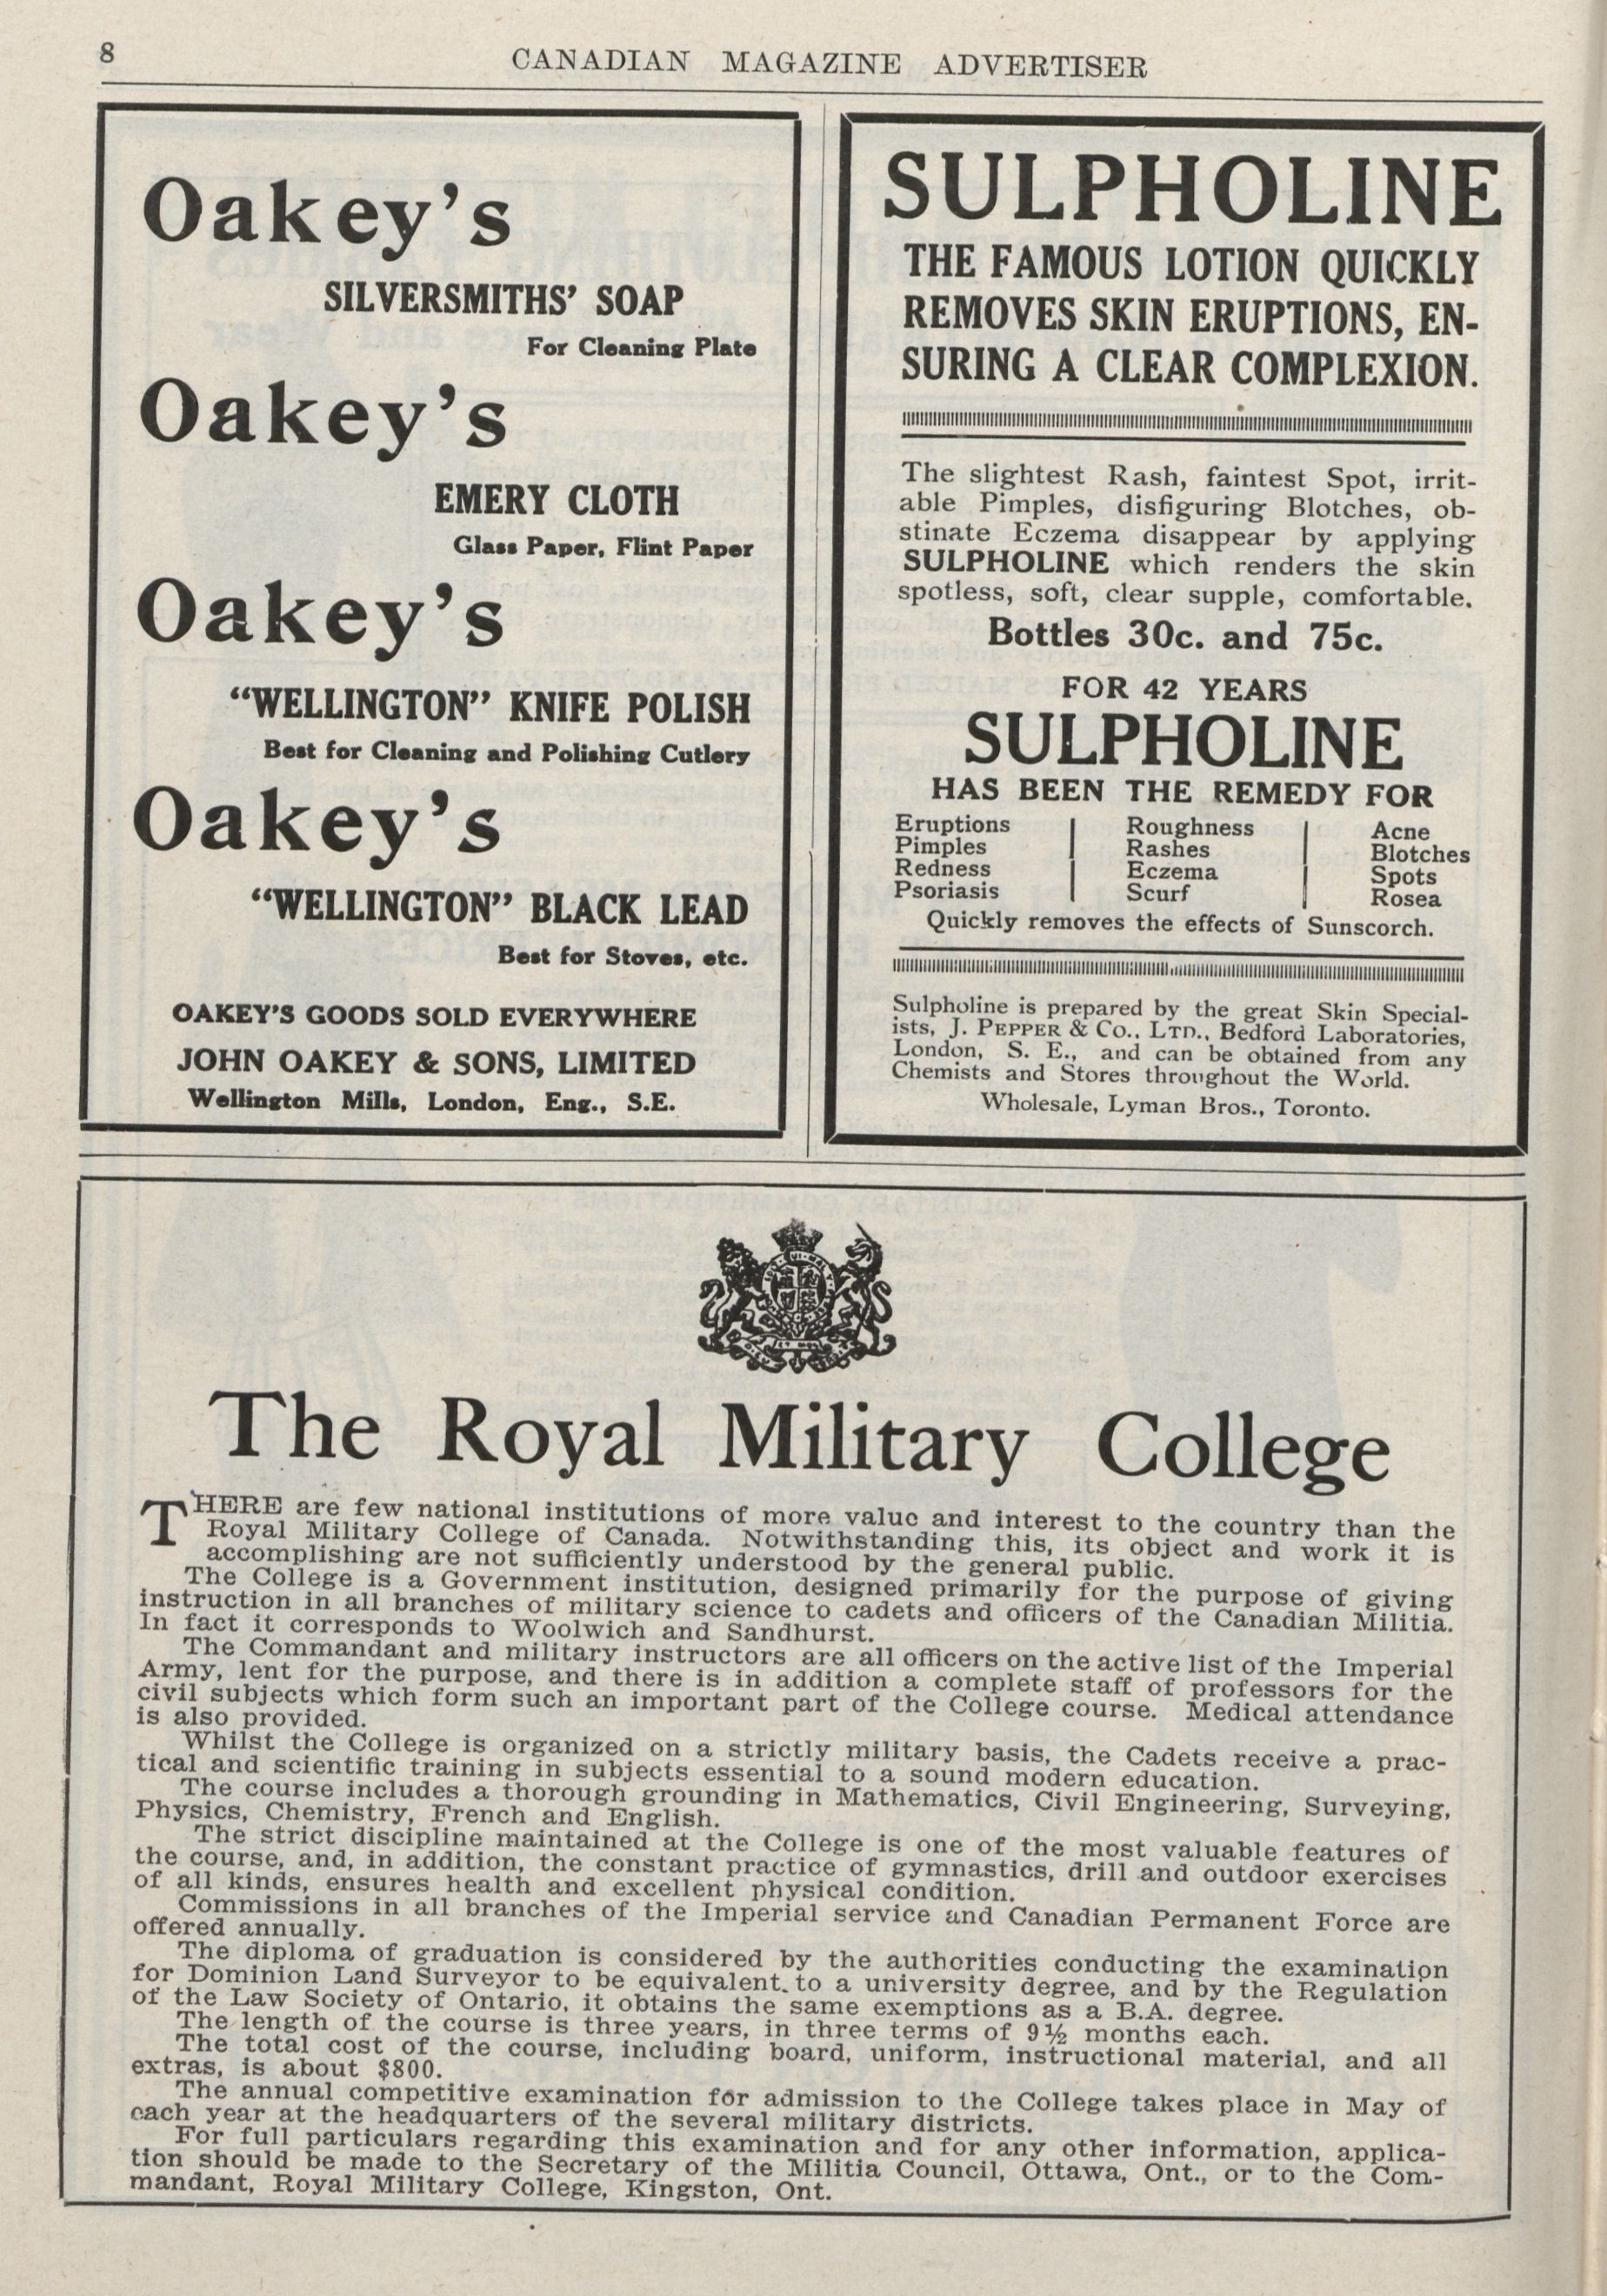 8
CANADIAN MAGAZINE ADVERTISER
Oakey's
SILVERSMITHS' SOAP
For Cleaning Plate
Oakey's
EMERY CLOTH
Glass Paper, Flint Paper
Oakey's
"WELLINGTON" KNIFE POLISH
Best for Cleaning and Polishing Cutlery
Oakey's
"WELLINGTON" BLACK LEAD
Best for Stoves, etc.
OAKEY'S GOODS SOLD EVERYWHERE
JOHN OAKEY & SONS, LIMITED
Wellington Mills, London, Eng., S.E.
SULPHOLINE
THE FAMOUS LOTION QUICKLY
REMOVES SKIN ERUPTIONS, EN-
SURING A CLEAR COMPLEXION.
The slightest Rash, faintest Spot, irrit-
able Pimples, disfiguring Blotches, ob-
stinate Eczema disappear by applying
SULPHOLINE which renders the skin
spotless, soft, clear supple, comfortable.
Bottles 30c. and 75c.
FOR 42 YEARS
SULPHOLINE
HAS BEEN THE REMEDY FOR
Eruptions Roughness Acne
Pimples Rashes Blotches
Redness Eczema Spots
Psoriasis Scurf Rosea
Quickly removes the effects of Sunscorch.
Sulpholine is prepared by the great Skin Special-
ists, J. PEPPER & CO., LTD., Bedford Laboratories,
London, S. E., and can be obtained from any
Chemists and Stores throughout the World.
Wholesale, Lyman Bros., Toronto.
The Royal Military College
THERE are few national institutions of more value and interest to the country than the
Royal Military College of Canada. Notwithstanding this, its object and work it is
accomplishing are not sufficiently understood by the general public.
The College is a Government institution, designed primarily for the purpose of giving
instruction in all branches of military science to cadets and officers of the Canadian Militia.
In fact it corresponds to Woolwich and Sandhurst.
The Commandant and military instructors are all officers on the active list of the Imperial
Army, lent for the purpose, and there is in addition a complete staff of professors for the
civil subjects which form such an important part of the College course. Medical attendance
is also provided.
Whilst the College is organized on a strictly military basis, the Cadets receive a prac-
tical and scientific training in subjects essential to a sound modern education.
The course includes a thorough grounding in Mathematics, Civil Engineering, Surveying,
Physics, Chemistry, French and English.
The strict discipline maintained at the College is one of the most valuable features of
the course, and, in addition, the constant practice of gymnastics, drill and outdoor exercises
of all kinds, ensures health and excellent physical condition.
Commissions in all branches of the Imperial service and Canadian Permanent Force are
offered annually.
The diploma of graduation is considered by the authorities conducting the examination
for Dominion Land Surveyor to be equivalent to a university degree, and by the Regulation
of the Law Society of Ontario, it obtains the same exemptions as a B.A. degree.
The length of the course is three years, in three terms of 9½ months each.
The total cost of the course, including board, uniform, instructional material, and all
extras, is about $800.
The annual competitive examination for admission to the College takes place in May of
each year at the headquarters of the several military districts.
For full particulars regarding this examination and for any other information, applica-
tion should be made to the Secretary of the Militia Council, Ottawa, Ont., or to the Com-
mandant, Royal Military College, Kingston, Ont.